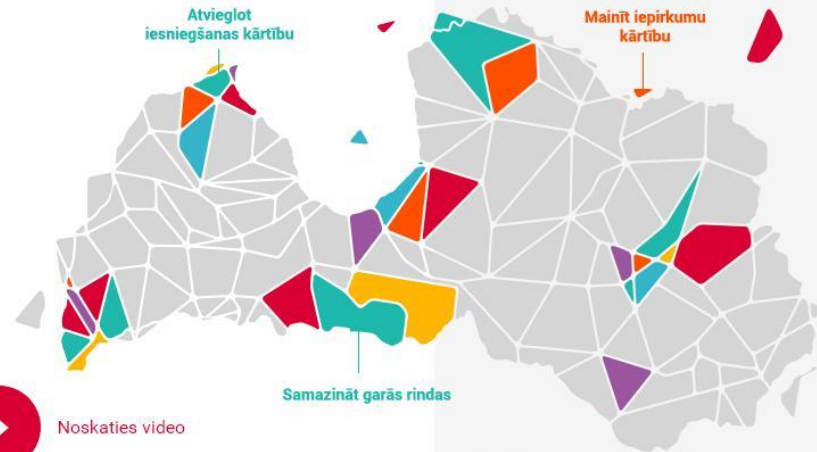 Atvieglot
iesniegšanas kārtību
Mainīt iepirkumu
kārtību
Samazināt garās rindas
Noskaties video